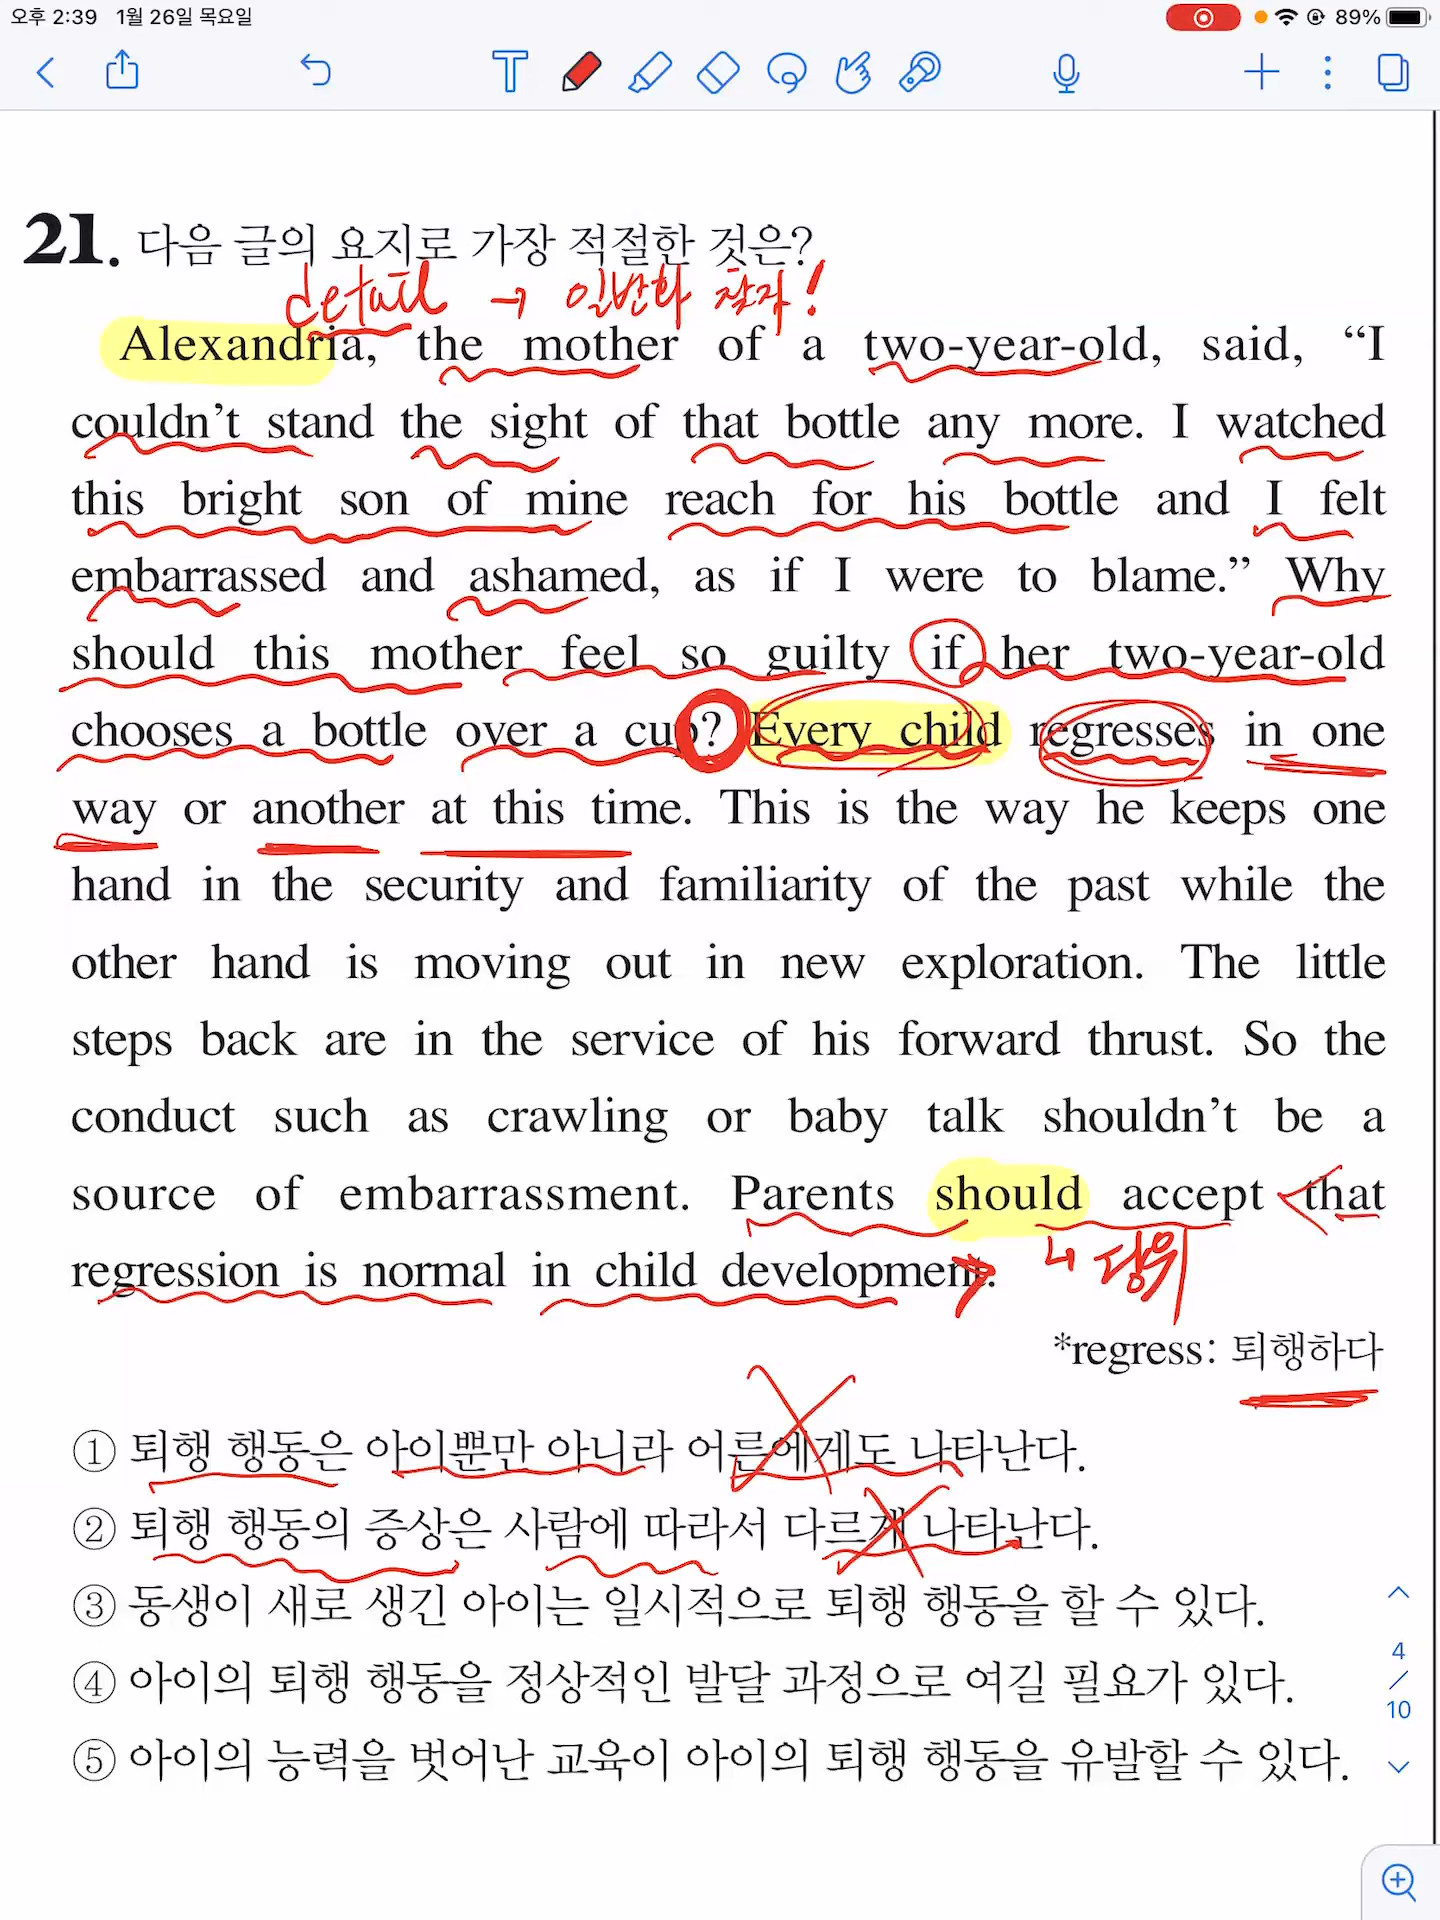 오후 2:39 1월 26일 목요일 89%
21. 다음 글의 요지로 가장 적절한 것은?
detail → 일반화 찾자!
Alexandria, the mother of a two-year-old, said, “I
couldn’t stand the sight of that bottle any more. I watched
this bright son of mine reach for his bottle and I felt
embarrassed and ashamed, as if I were to blame.” Why
should this mother feel so guilty if her two-year-old
chooses a bottle over a cup? Every child regresses in one
way or another at this time. This is the way he keeps one
hand in the security and familiarity of the past while the
other hand is moving out in new exploration. The little
steps back are in the service of his forward thrust. So the
conduct such as crawling or baby talk shouldn’t be a
source of embarrassment. Parents should accept that
regression is normal in child development.
당위
*regress: 퇴행하다
① 퇴행 행동은 아이뿐만 아니라 어른에게도 나타난다.
② 퇴행 행동의 증상은 사람에 따라서 다르게 나타난다.
③ 동생이 새로 생긴 아이는 일시적으로 퇴행 행동을 할 수 있다.
④ 아이의 퇴행 행동을 정상적인 발달 과정으로 여길 필요가 있다.
⑤ 아이의 능력을 벗어난 교육이 아이의 퇴행 행동을 유발할 수 있다.
4
/
10